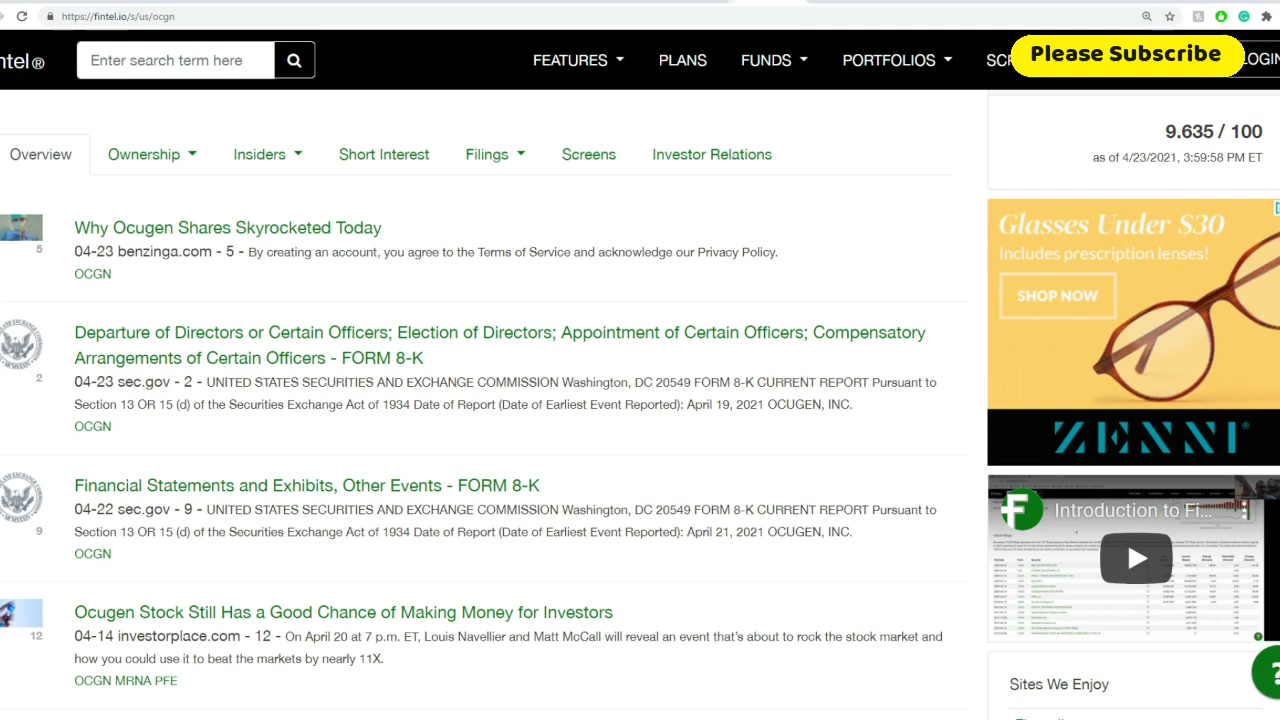 https://fintel.io/s/us/ocgn
ntel®
Enter search term here
FEATURES
PLANS
FUNDS
PORTFOLIOS
Please Subscribe
Overview
Ownership
Insiders
Short Interest
Filings
Screens
Investor Relations
9.635 / 100
as of 4/23/2021, 3:59:58 PM ET
Why Ocugen Shares Skyrocketed Today
5
04-23 benzinga.com - 5 - By creating an account, you agree to the Terms of Service and acknowledge our Privacy Policy.
OCGN
Departure of Directors or Certain Officers; Election of Directors; Appointment of Certain Officers; Compensatory
Arrangements of Certain Officers - FORM 8-K
2
04-23 sec.gov - 2 - UNITED STATES SECURITIES AND EXCHANGE COMMISSION Washington, DC 20549 FORM 8-K CURRENT REPORT Pursuant to
Section 13 OR 15 (d) of the Securities Exchange Act of 1934 Date of Report (Date of Earliest Event Reported): April 19, 2021 OCUGEN, INC.
OCGN
Financial Statements and Exhibits, Other Events - FORM 8-K
9
04-22 sec.gov - 9 - UNITED STATES SECURITIES AND EXCHANGE COMMISSION Washington, DC 20549 FORM 8-K CURRENT REPORT Pursuant to
Section 13 OR 15 (d) of the Securities Exchange Act of 1934 Date of Report (Date of Earliest Event Reported): April 21, 2021 OCUGEN, INC.
OCGN
Ocugen Stock Still Has a Good Chance of Making Money for Investors
12
04-14 investorplace.com - 12 - On April 20 at 7 p.m. ET, Louis Navellier and Matt McCall will reveal an event that's about to rock the stock market and
how you could use it to beat the markets by nearly 11X.
OCGN MRNA PFE
Glasses Under $30
Includes prescription lenses!
SHOP NOW
ZENNI®
Introduction to Fi...
Sites We Enjoy
?